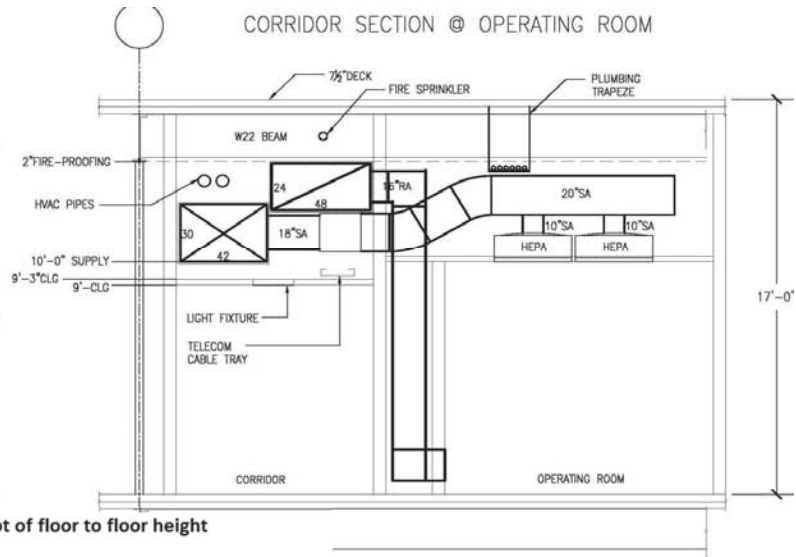 CORRIDOR SECTION @ OPERATING ROOM
7½"DECK
FIRE SPRINKLER
PLUMBING
TRAPEZE
W22 BEAM
2"FIRE-PROOFING
HVAC PIPES
24
48
16"RA
20"SA
30
42
18"SA
10"SA
10"SA
HEPA
HEPA
10'-0" SUPPLY
9'-3"CLG
9'-CLG
17'-0"
LIGHT FIXTURE
TELECOM
CABLE TRAY
CORRIDOR
OPERATING ROOM
of floor to floor height